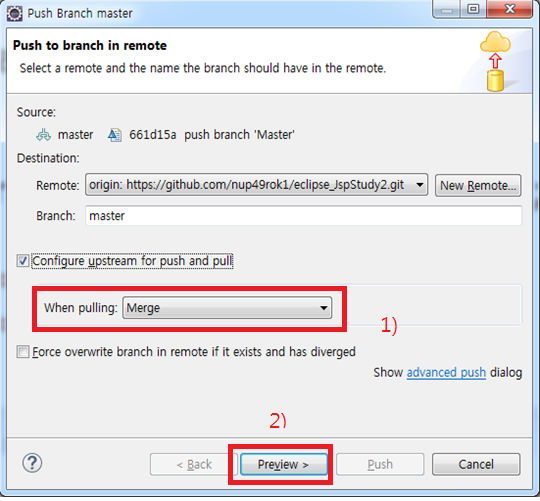 Push Branch master
Push to branch in remote
Select a remote and the name the branch should have in the remote.
Source:
master 661d15a push branch 'Master'
Destination:
Remote: origin: https://github.com/nup49rok1/eclipse_JspStudy2.git New Remote...
Branch: master
Configure upstream for push and pull
When pulling: Merge
1)
Force overwrite branch in remote if it exists and has diverged
Show advanced push dialog
2)
? < Back Preview > Push Cancel